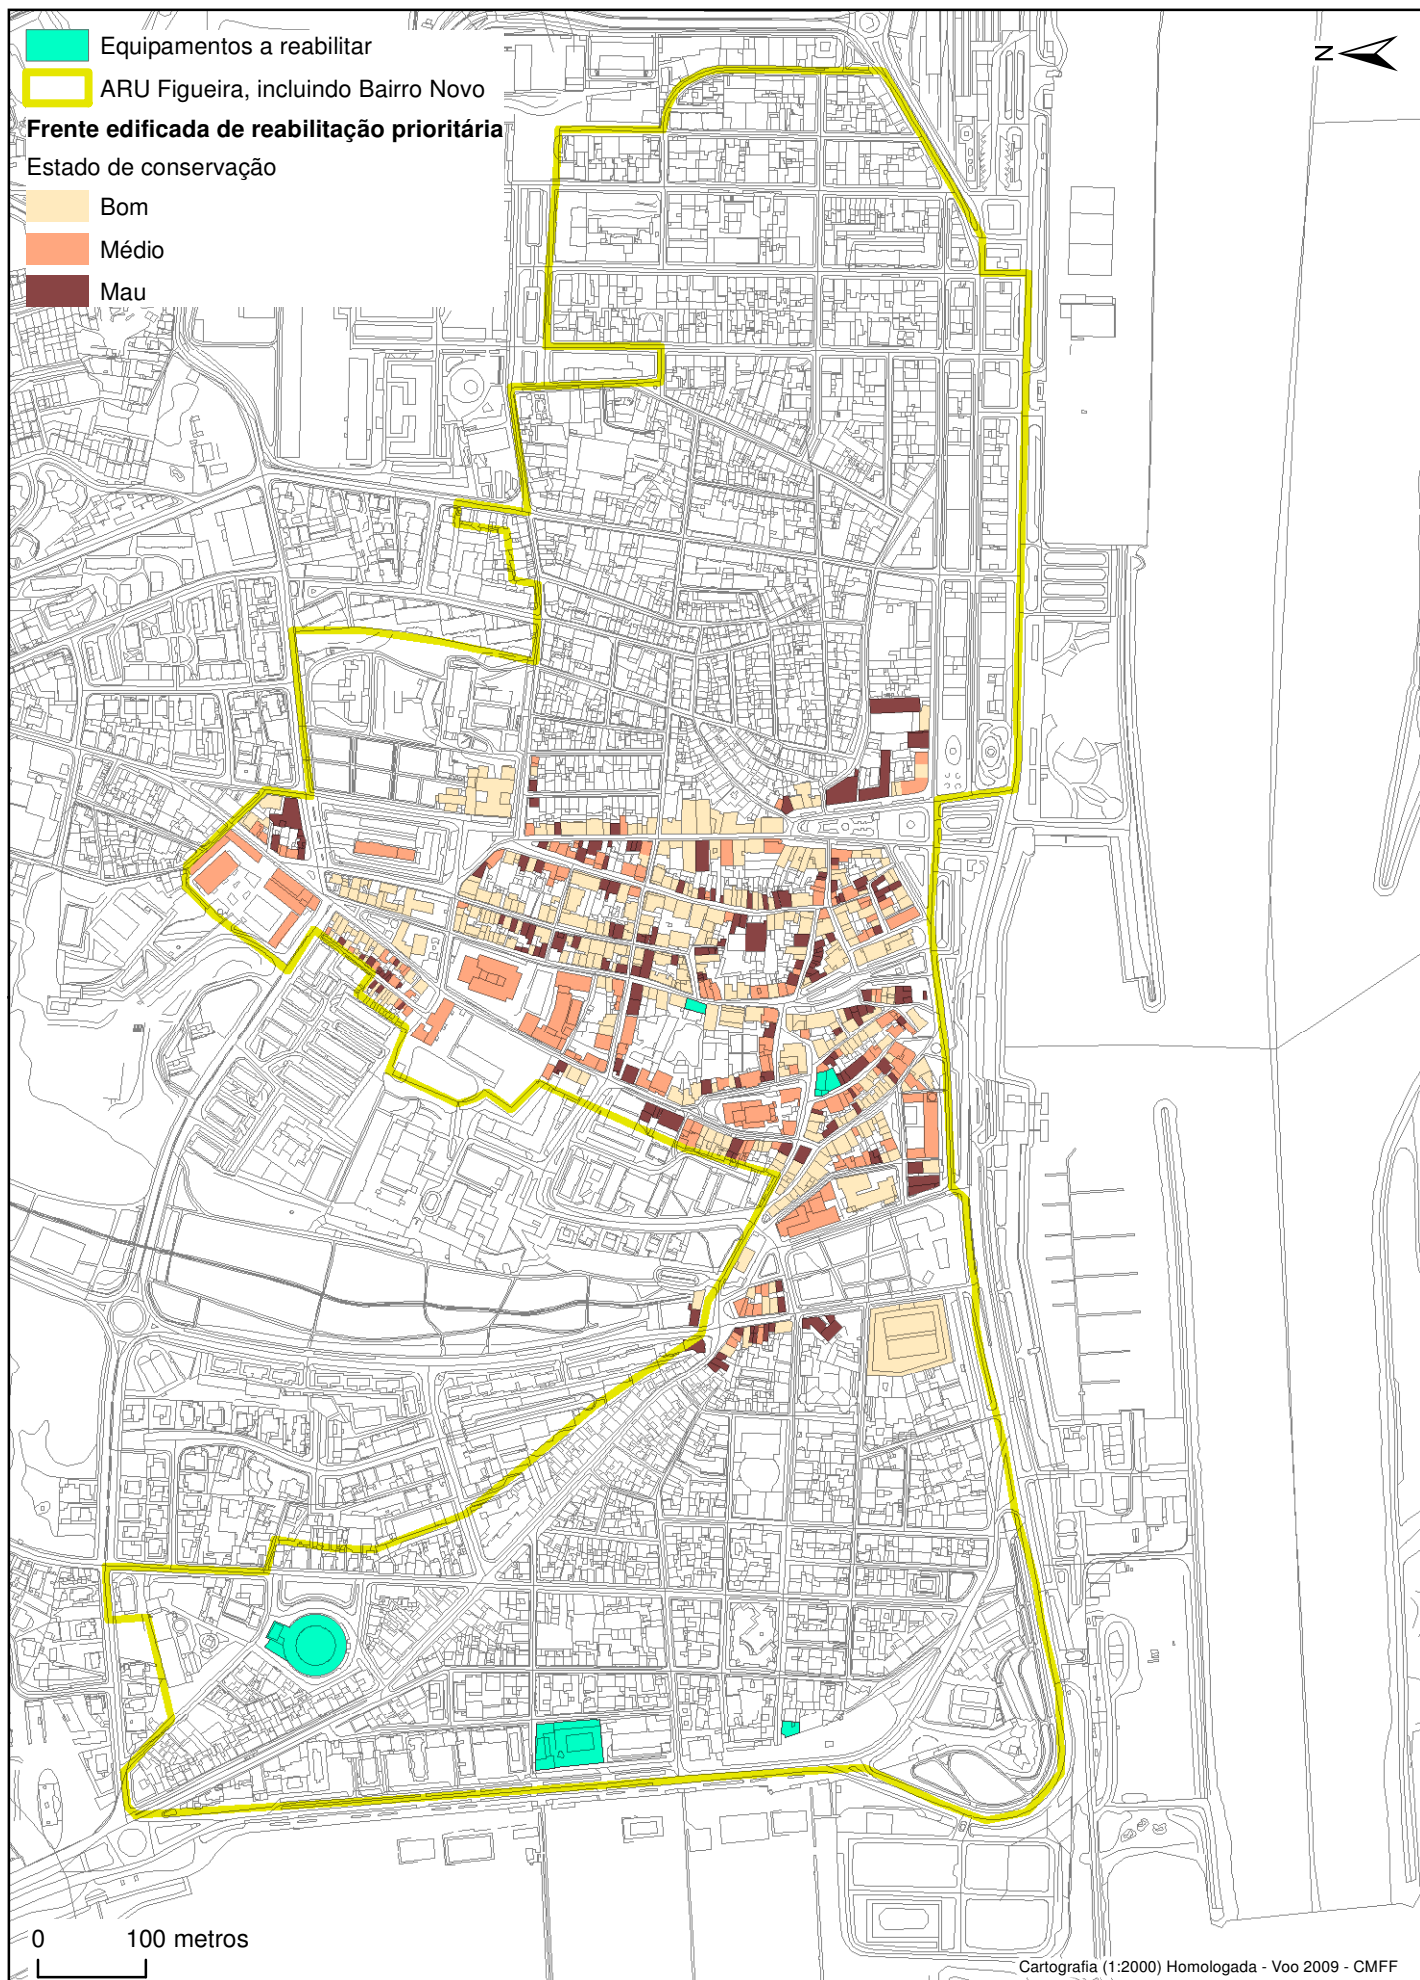 Equipamentos a reabilitar
ARU Figueira, incluindo Bairro Novo
Frente edificada de reabilitação prioritária
Estado de conservação
Bom
Médio
Mau
N
0 100 metros
Cartografia (1:2000) Homologada - Voo 2009 - CMFF